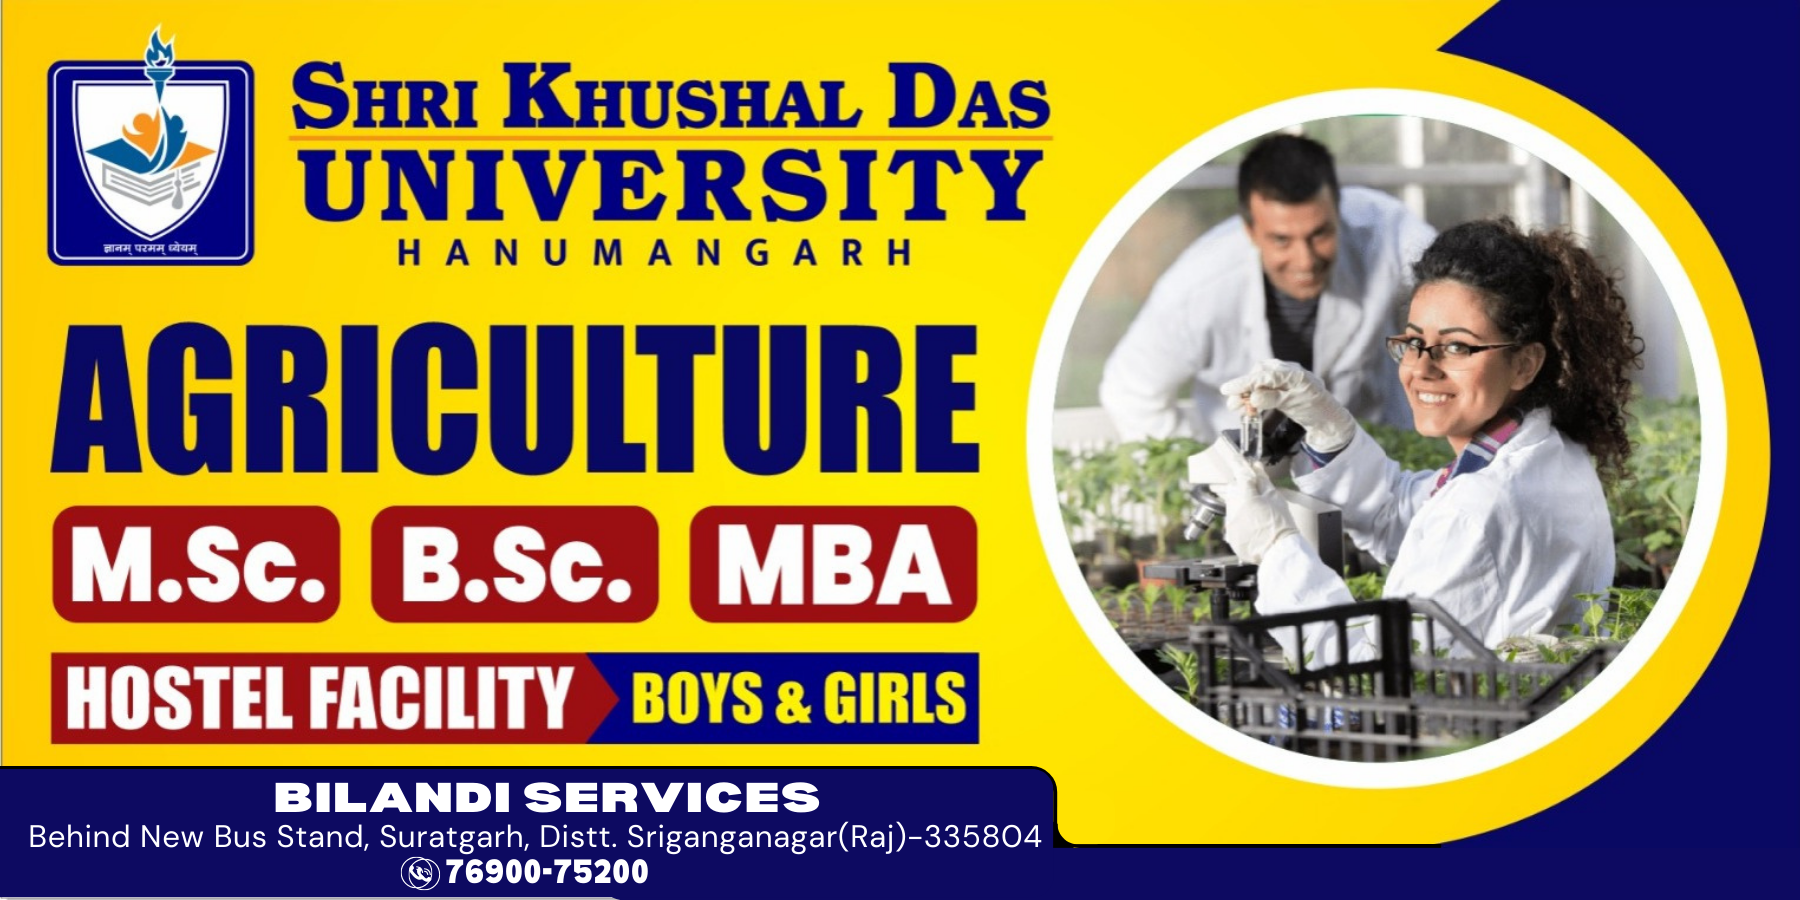 ज्ञानम् परमम् ध्येयम्
SHRI KHUSHAL DAS
UNIVERSITY
HANUMANGARH
AGRICULTURE
M.Sc. B.Sc. MBA
HOSTEL FACILITY BOYS & GIRLS
BILANDI SERVICES
Behind New Bus Stand, Suratgarh, Distt. Sriganganagar(Raj)-335804
76900-75200